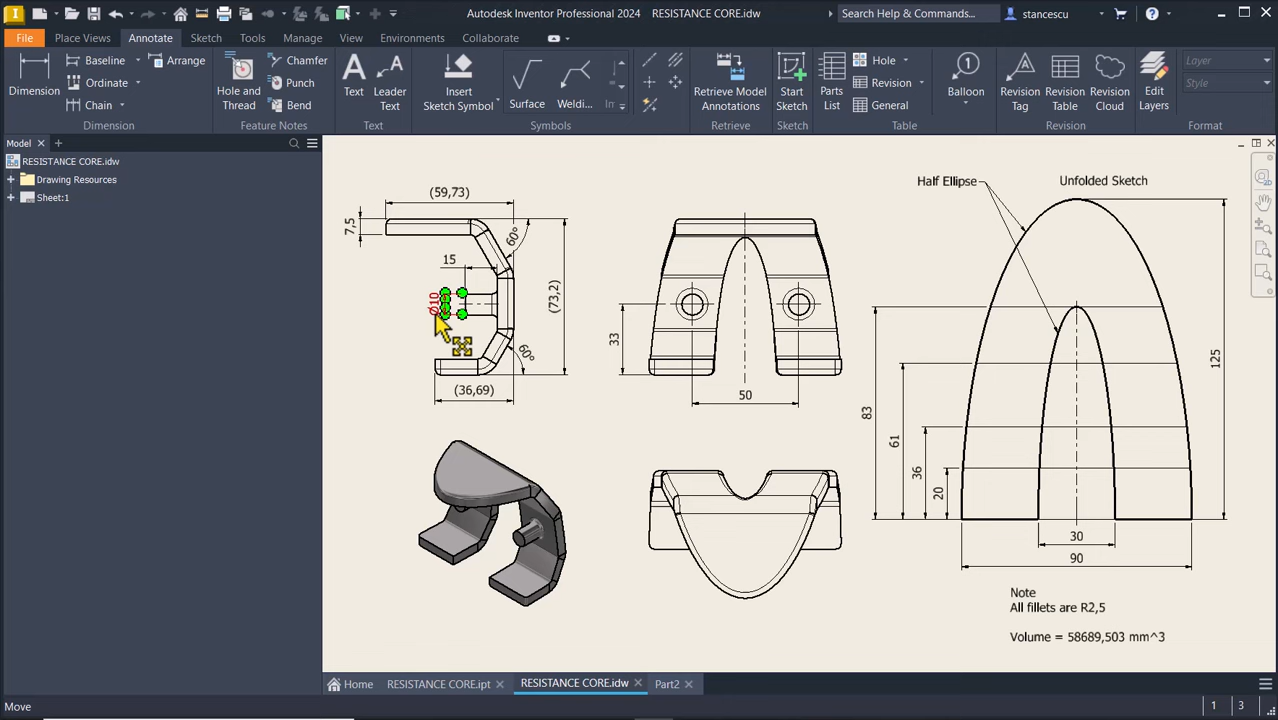 Autodesk Inventor Professional 2024 RESISTANCE CORE.idw
Search Help & Commands...
stancescu
File
Place Views
Annotate
Sketch
Tools
Manage
View
Environments
Collaborate
Dimension
Baseline
Ordinate
Chain
Arrange
Dimension
Hole and Thread
Chamfer
Punch
Bend
Feature Notes
Text
Leader Text
Text
Insert Sketch Symbol
Surface
Weldi...
Symbols
Retrieve Model Annotations
Retrieve
Start Sketch
Sketch
Parts List
Hole
Revision
General
Table
Balloon
Revision Tag
Revision Table
Revision Cloud
Revision
Edit Layers
Layer
Style
Format
Model
RESISTANCE CORE.idw
Drawing Resources
Sheet:1
(59,73)
7,5
60°
15
Ø10
(73,2)
60°
(36,69)
33
50
Half Ellipse
Unfolded Sketch
125
83
61
36
20
30
90
Note
All fillets are R2,5
Volume = 58689,503 mm^3
Home
RESISTANCE CORE.ipt
RESISTANCE CORE.idw
Part2
Move
1
3